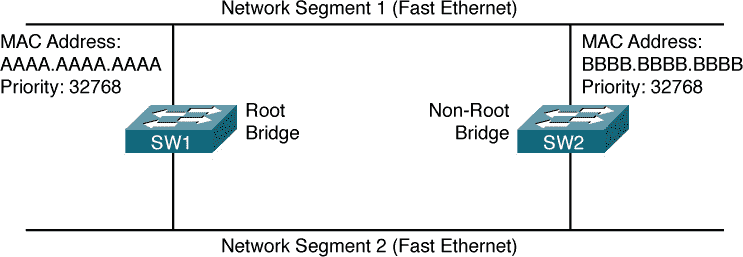 Network Segment 1 (Fast Ethernet)
MAC Address:
AAAA.AAAA.AAAA
Priority: 32768
MAC Address:
BBBB.BBBB.BBBB
Priority: 32768
Root
Bridge
SW1
Non-Root
Bridge
SW2
Network Segment 2 (Fast Ethernet)